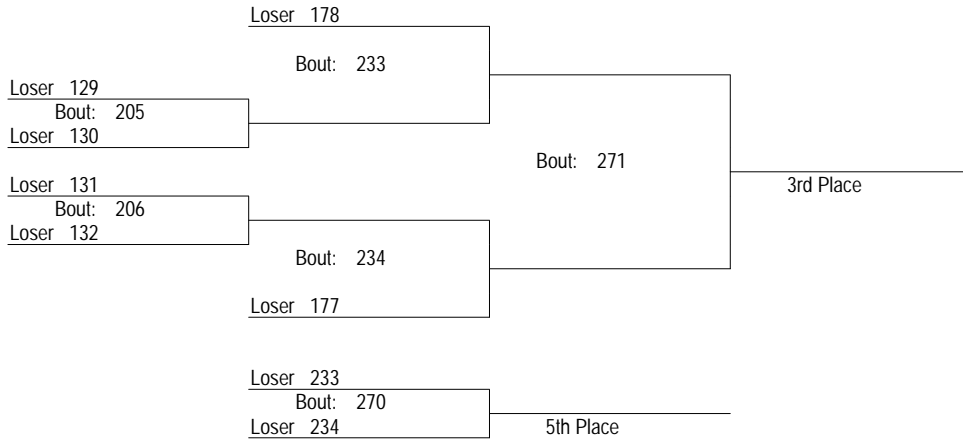 Loser 178
Bout: 233
Loser 129
Bout: 205
Loser 130
Bout: 271
Loser 131
3rd Place
Bout: 206
Loser 132
Bout: 234
Loser 177
Loser 233
Bout: 270
Loser 234
5th Place